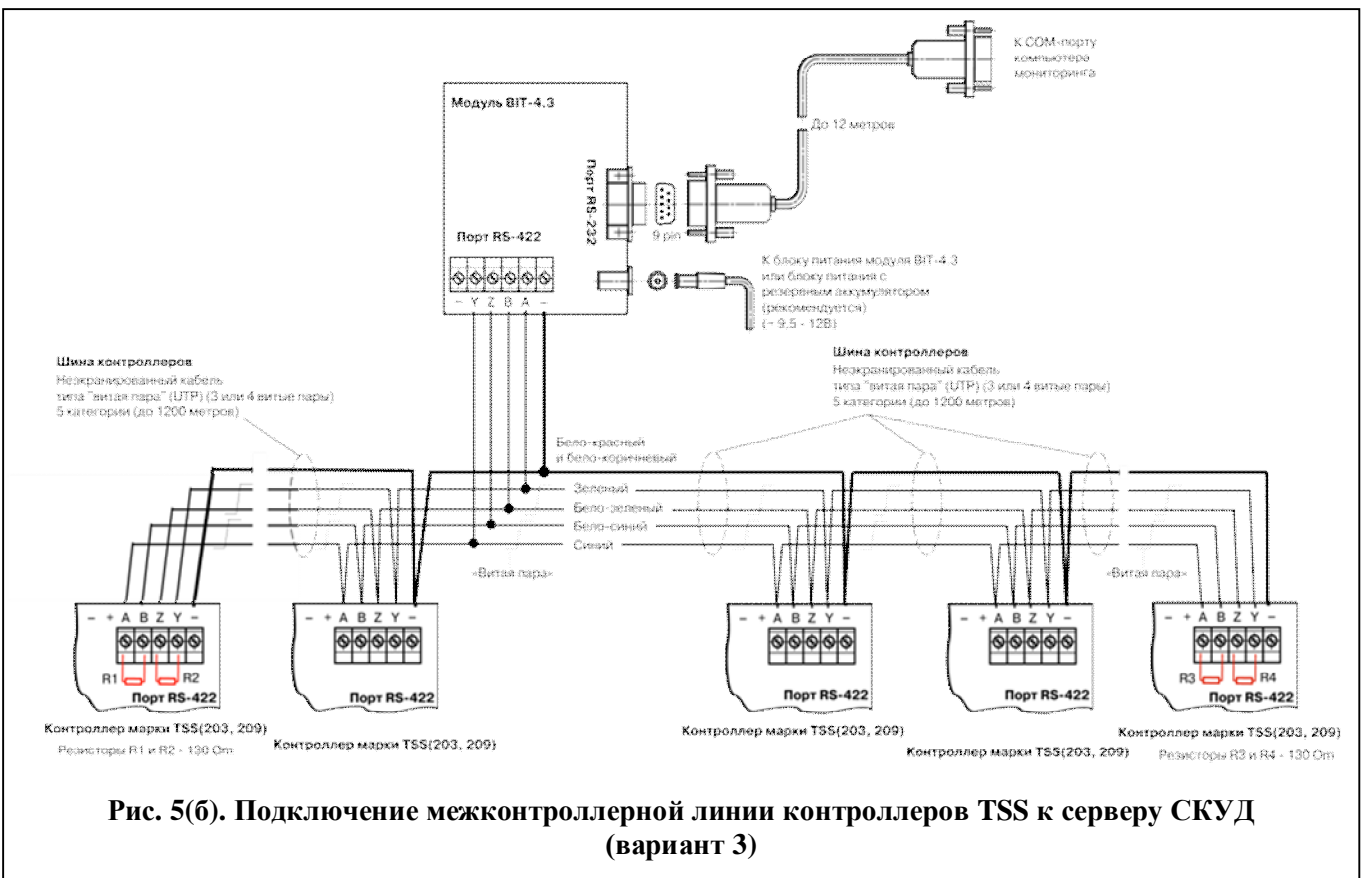 К COM-порту
компьютера
мониторинга
Модуль BIT-4.3
До 12 метров
Порт RS-232
9 pin
Порт RS-422
– Y Z B A –
К блоку питания модуля BIT-4.3
или блоку питания с
резервным аккумулятором
(рекомендуется)
(~ 9,5 - 12В)
Шина контроллеров
Неэкранированный кабель
типа "витая пара" (UTP) (3 или 4 витые пары)
5 категории (до 1200 метров)
Шина контроллеров
Неэкранированный кабель
типа "витая пара" (UTP) (3 или 4 витые пары)
5 категории (до 1200 метров)
Бело-красный
и бело-коричневый
Зеленый
Бело-зеленый
Бело-синий
Синий
«Витая пара»
«Витая пара»
– + A B Z Y –
R1 R2
Порт RS-422
Контроллер марки TSS(203, 209)
Резисторы R1 и R2 - 130 Om
– + A B Z Y –
Порт RS-422
Контроллер марки TSS(203, 209)
– + A B Z Y –
Порт RS-422
Контроллер марки TSS(203, 209)
– + A B Z Y –
Порт RS-422
Контроллер марки TSS(203, 209)
– + A B Z Y –
R3 R4
Порт RS-422
Контроллер марки TSS(203, 209)
Резисторы R3 и R4 - 130 Om
Рис. 5(б). Подключение межконтроллерной линии контроллеров TSS к серверу СКУД
(вариант 3)